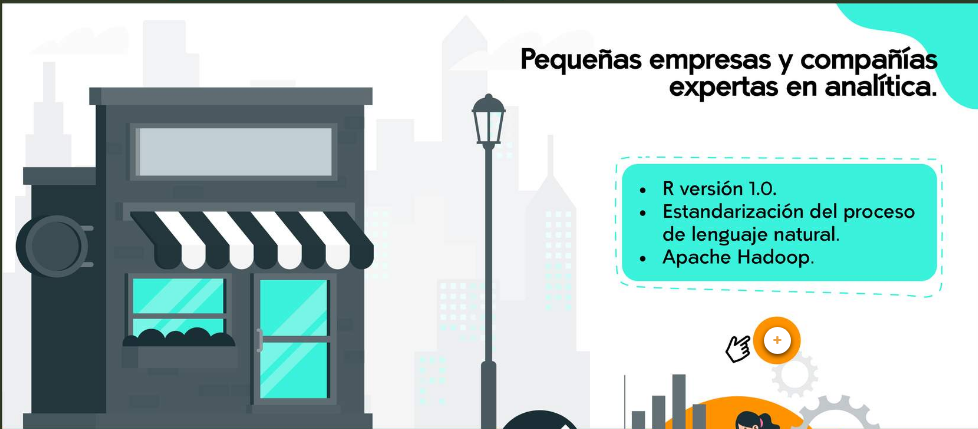 Pequeñas empresas y compañías
expertas en analítica.
• R versión 1.0.
• Estandarización del proceso
de lenguaje natural.
• Apache Hadoop.
+